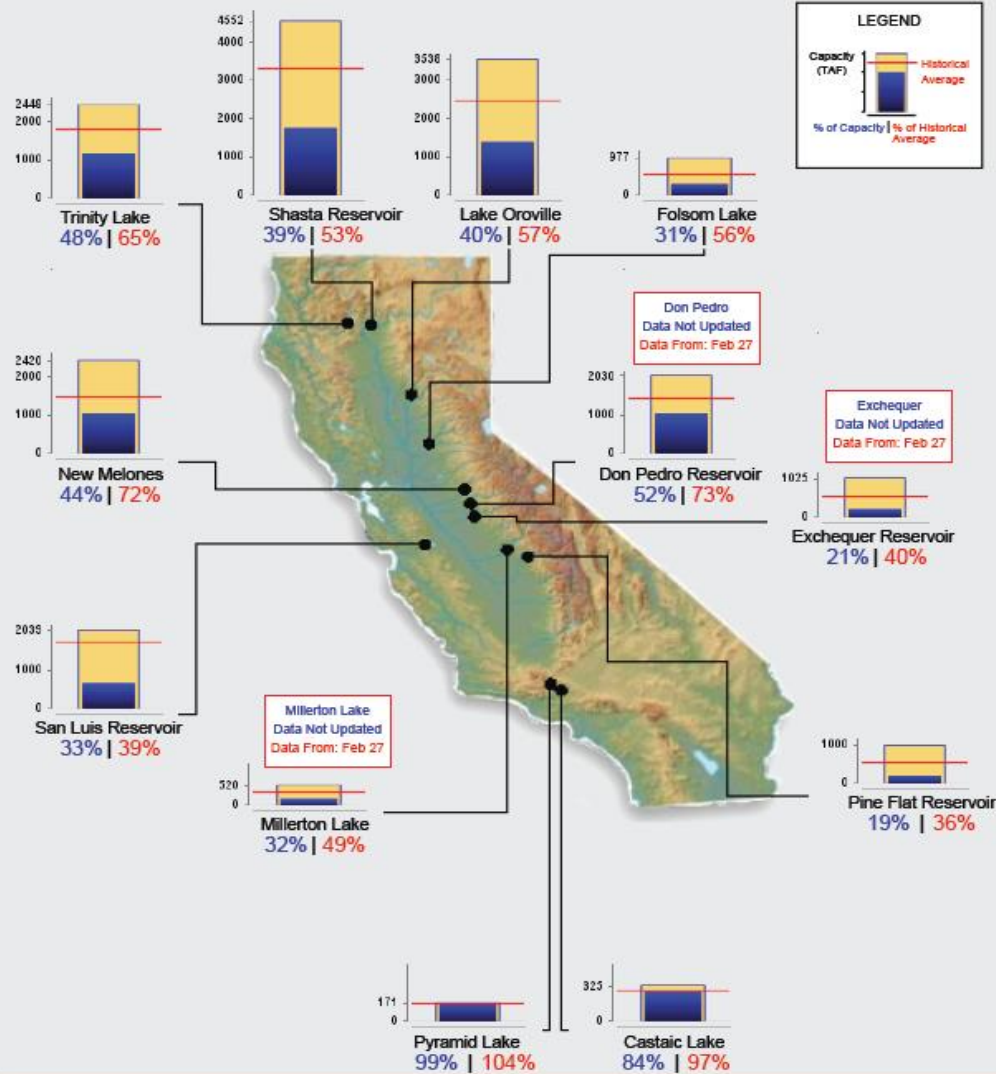 LEGEND
Capacity
(TAF)
Historical
Average
% of Capacity | % of Historical
Average
4552
4000
3000
2000
1000
0
Shasta Reservoir
39% | 53%
3538
3000
2000
1000
0
Lake Oroville
40% | 57%
2448
2000
1000
0
Trinity Lake
48% | 65%
977
0
Folsom Lake
31% | 56%
Don Pedro
Data Not Updated
Data From: Feb 27
2030
1000
0
Don Pedro Reservoir
52% | 73%
2420
2000
1000
0
New Melones
44% | 72%
Exchequer
Data Not Updated
Data From: Feb 27
1025
0
Exchequer Reservoir
21% | 40%
2039
1000
0
San Luis Reservoir
33% | 39%
Millerton Lake
Data Not Updated
Data From: Feb 27
520
0
Millerton Lake
32% | 49%
1000
0
Pine Flat Reservoir
19% | 36%
171
0
Pyramid Lake
99% | 104%
325
0
Castaic Lake
84% | 97%